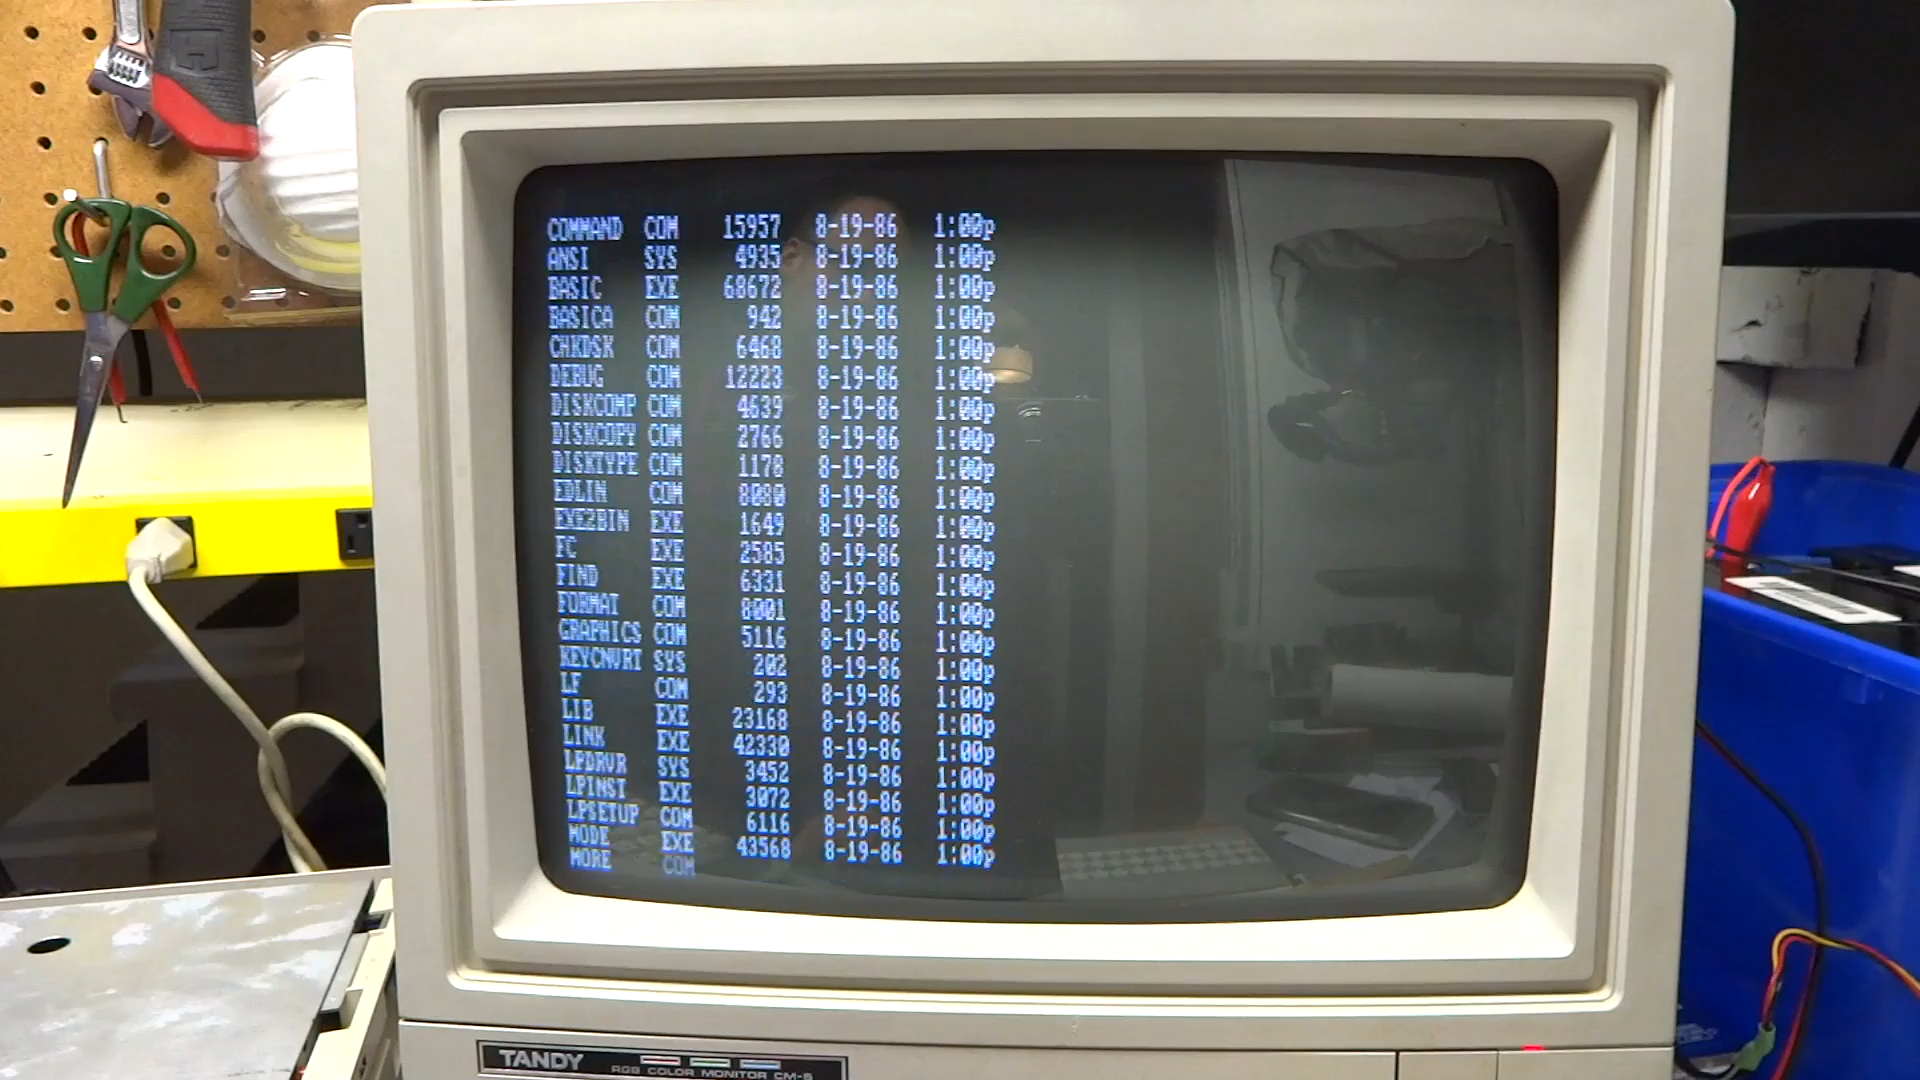 COMMAND COM 15957 8-19-86 1:00p
ANSI SYS 4935 8-19-86 1:00p
BASIC EXE 68672 8-19-86 1:00p
BASICA COM 942 8-19-86 1:00p
CHKDSK COM 6468 8-19-86 1:00p
DEBUG COM 12223 8-19-86 1:00p
DISKCOMP COM 4639 8-19-86 1:00p
DISKCOPY COM 2766 8-19-86 1:00p
DISKTYPE COM 1178 8-19-86 1:00p
EDLIN COM 8080 8-19-86 1:00p
EXE2BIN EXE 1649 8-19-86 1:00p
FC EXE 2585 8-19-86 1:00p
FIND EXE 6331 8-19-86 1:00p
FORMAT COM 8001 8-19-86 1:00p
GRAPHICS COM 5116 8-19-86 1:00p
KEYCNVRT SYS 202 8-19-86 1:00p
LF COM 293 8-19-86 1:00p
LIB EXE 23168 8-19-86 1:00p
LINK EXE 42330 8-19-86 1:00p
LPDRVR SYS 3452 8-19-86 1:00p
LPINST EXE 3072 8-19-86 1:00p
LPSETUP COM 6116 8-19-86 1:00p
MODE EXE 43568 8-19-86 1:00p
MORE COM
TANDY
RGB COLOR MONITOR CM-5